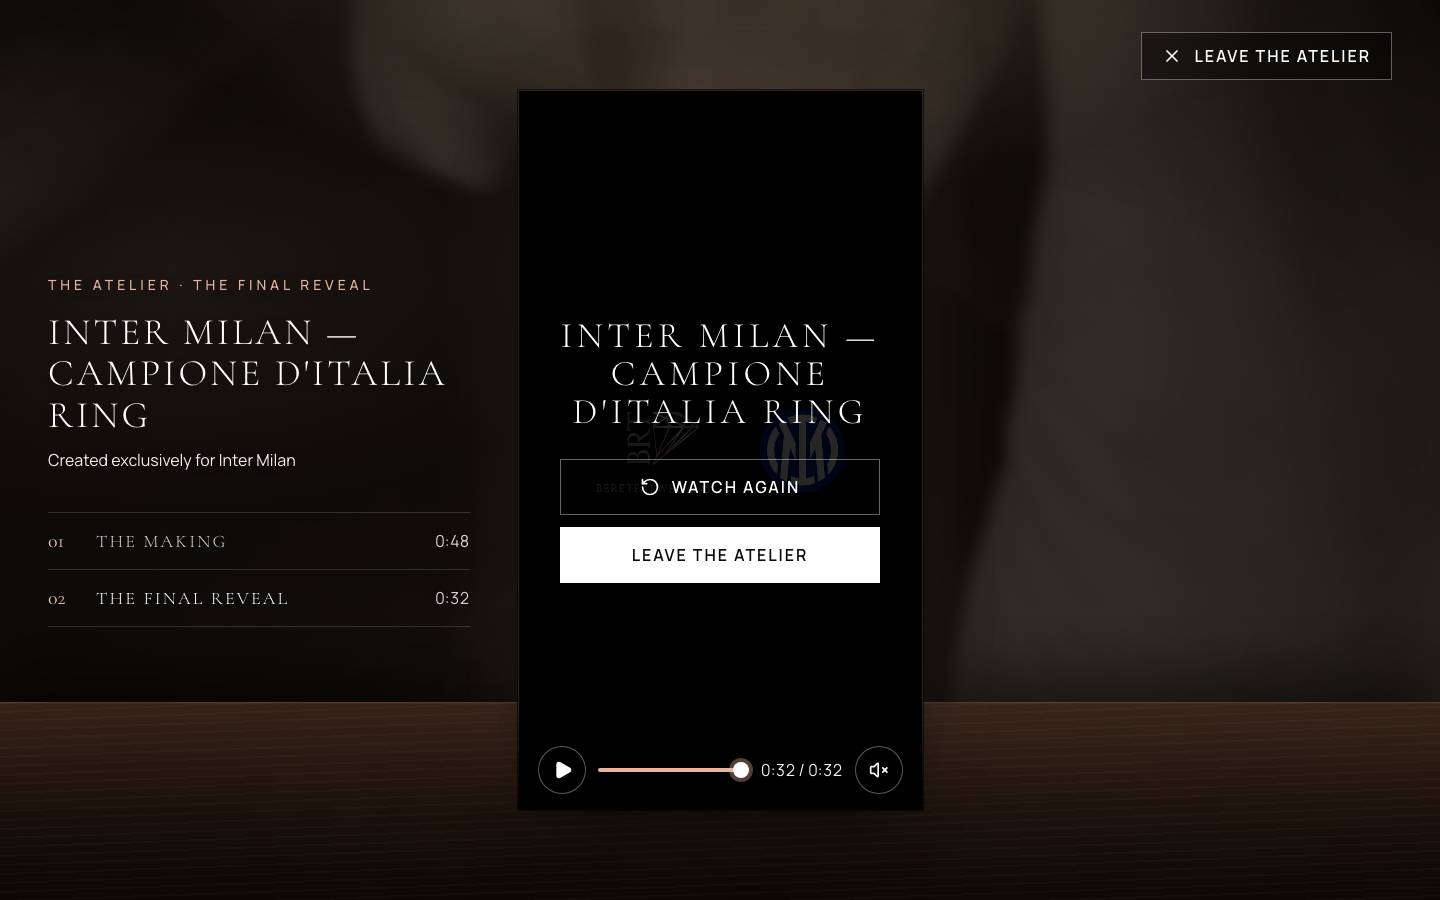 LEAVE THE ATELIER
THE ATELIER · THE FINAL REVEAL
INTER MILAN —
CAMPIONE D'ITALIA
RING
Created exclusively for Inter Milan
01 THE MAKING 0:48
02 THE FINAL REVEAL 0:32
INTER MILAN —
CAMPIONE
D'ITALIA RING
WATCH AGAIN
LEAVE THE ATELIER
0:32 / 0:32